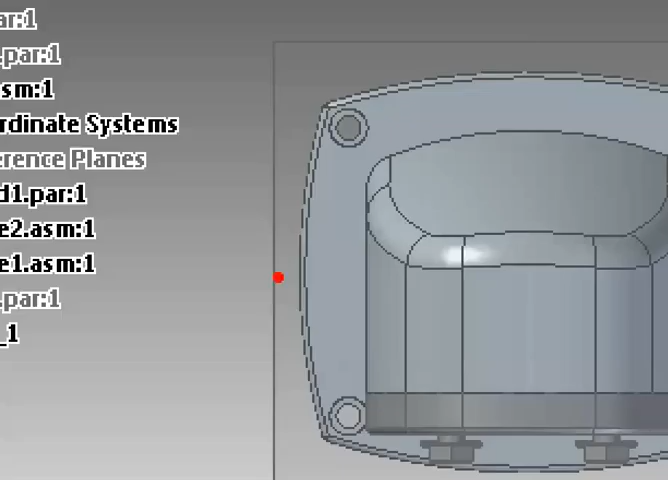 ar:1
.par:1
sm:1
rdinate Systems
erence Planes
d1.par:1
e2.asm:1
e1.asm:1
.par:1
_1